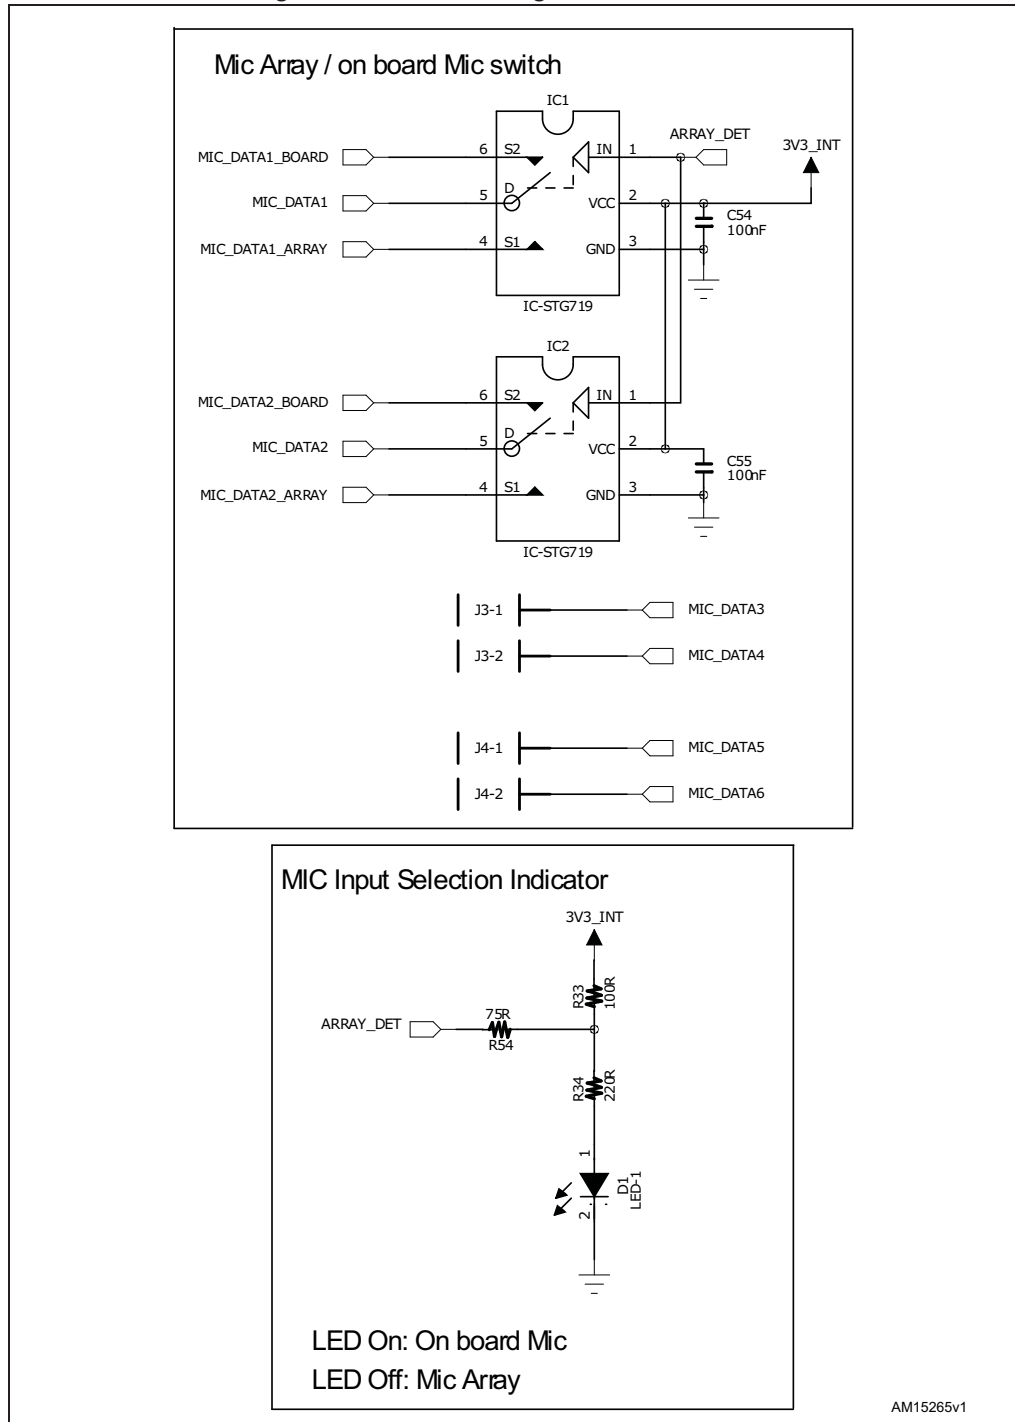 Mic Array / on board Mic switch
IC1
ARRAY_DET
3V3_INT
MIC_DATA1_BOARD
6 S2 IN 1
MIC_DATA1
5 D VCC 2
C54
100nF
MIC_DATA1_ARRAY
4 S1 GND 3
IC-STG719
IC2
MIC_DATA2_BOARD
6 S2 IN 1
MIC_DATA2
5 D VCC 2
C55
100nF
MIC_DATA2_ARRAY
4 S1 GND 3
IC-STG719
J3-1 MIC_DATA3
J3-2 MIC_DATA4
J4-1 MIC_DATA5
J4-2 MIC_DATA6
MIC Input Selection Indicator
3V3_INT
R33
100R
ARRAY_DET
75R
R54
R34
220R
1
D1
LED-1
2
LED On: On board Mic
LED Off: Mic Array
AM15265v1